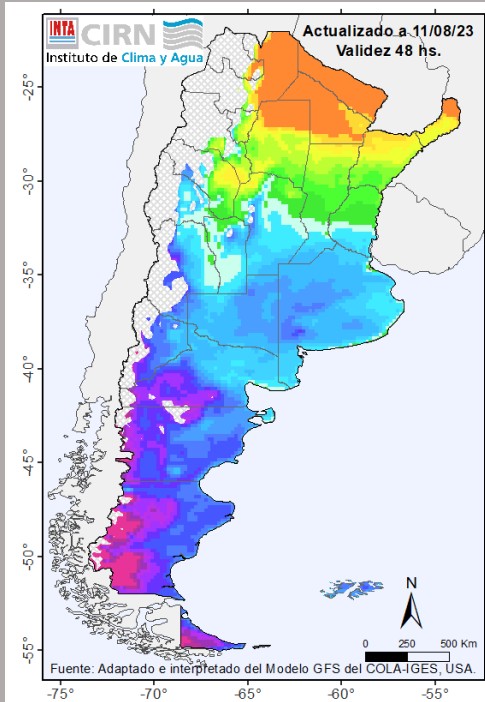 INTA CIRN
Instituto de Clima y Agua
Actualizado a 11/08/23
Validez 48 hs.
-25°
-30°
-35°
-40°
-45°
-50°
-55°
N
0 250 500 Km
Fuente: Adaptado e interpretado del Modelo GFS del COLA-IGES, USA.
-75° -70° -65° -60° -55°